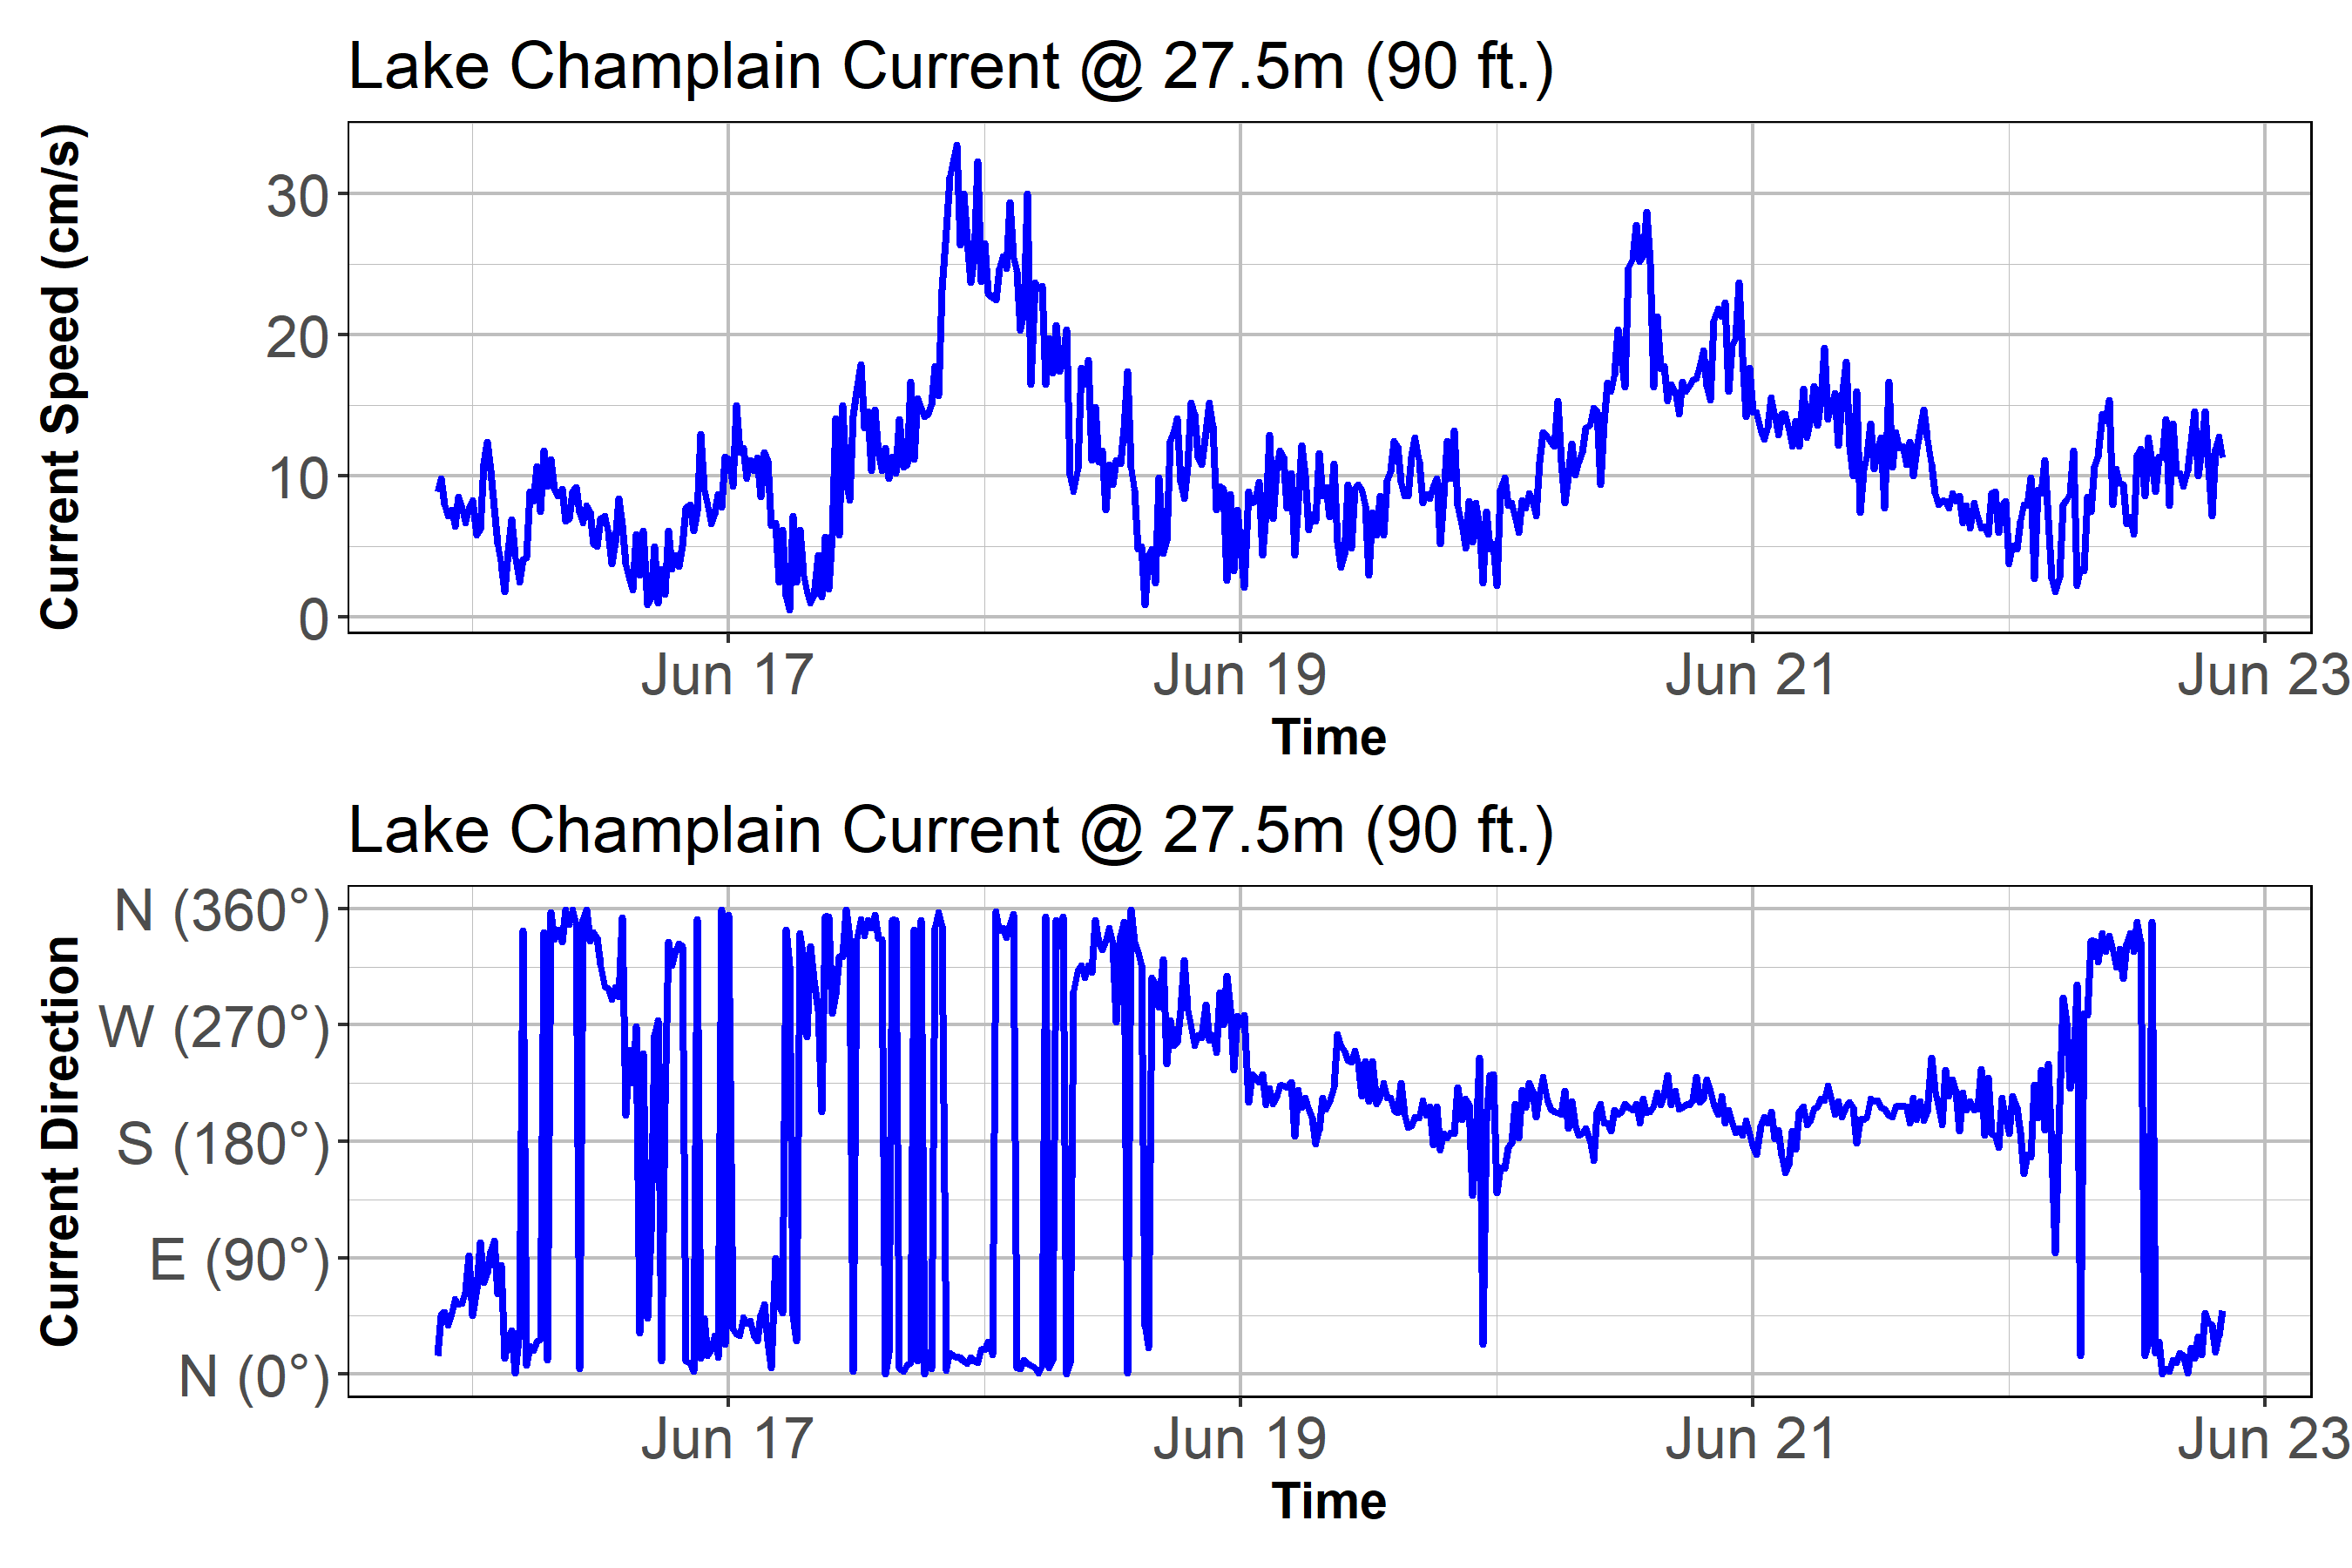 Lake Champlain Current @ 27.5m (90 ft.)
Current Speed (cm/s)
30
20
10
0
Jun 17 Jun 19 Jun 21 Jun 23
Time
Lake Champlain Current @ 27.5m (90 ft.)
Current Direction
N (360°)
W (270°)
S (180°)
E (90°)
N (0°)
Jun 17 Jun 19 Jun 21 Jun 23
Time